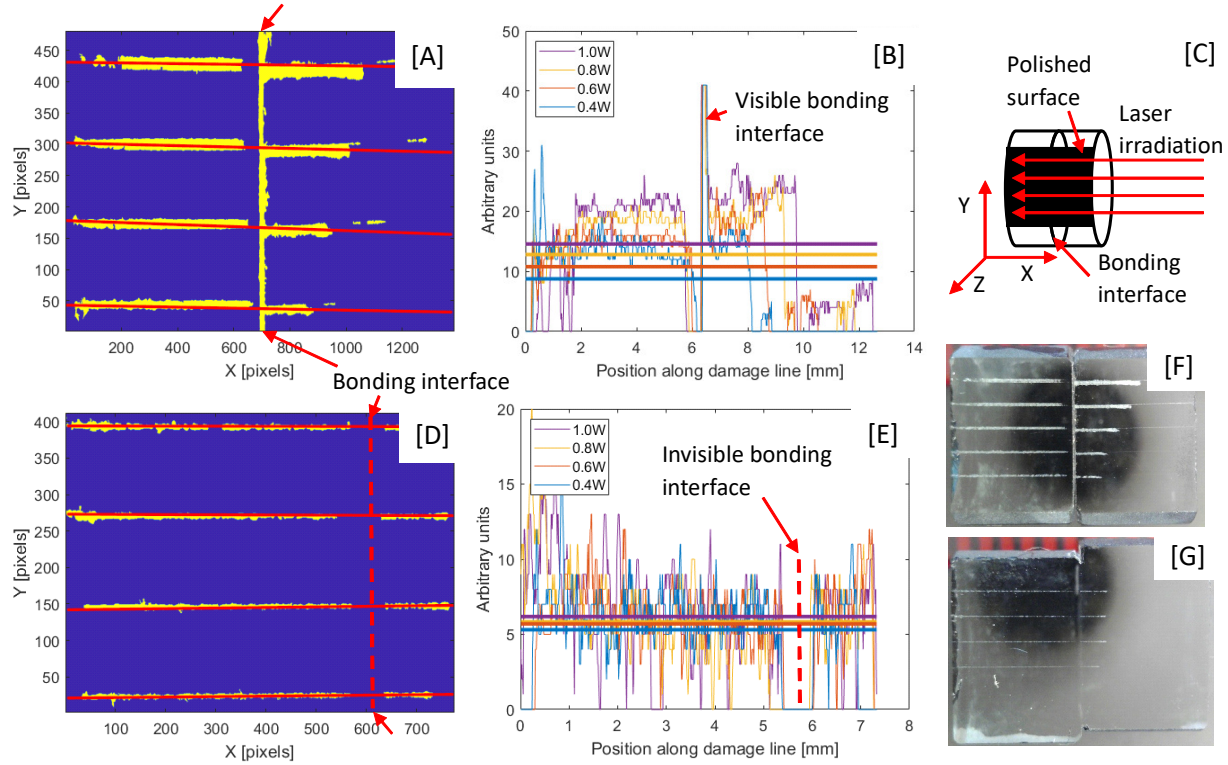 [A]
450
400
350
300
250
200
150
100
50
Y [pixels]
200 400 600 800 1000 1200
X [pixels]
Bonding interface
[B]
50
40
30
20
10
0
Arbitrary units
1.0W
0.8W
0.6W
0.4W
Visible bonding
interface
0 2 4 6 8 10 12 14
Position along damage line [mm]
[C]
Polished
surface
Laser
irradiation
Y
Z
X
Bonding
interface
[D]
400
350
300
250
200
150
100
50
Y [pixels]
100 200 300 400 500 600 700
X [pixels]
[E]
20
15
10
5
0
Arbitrary units
1.0W
0.8W
0.6W
0.4W
Invisible bonding
interface
0 1 2 3 4 5 6 7 8
Position along damage line [mm]
[F]
[G]